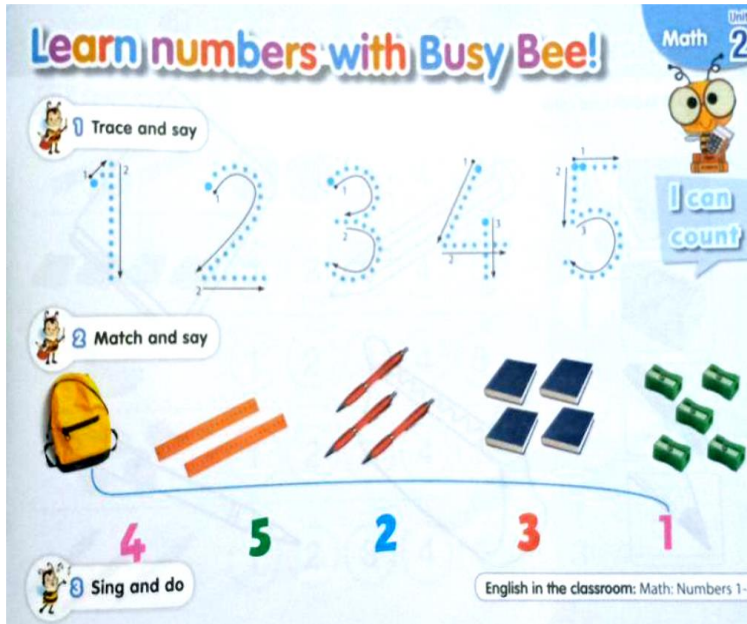 Learn numbers with Busy Bee!
Math
Unit
2
1 Trace and say
1 2 3 4 5
I can
count
2 Match and say
4 5 2 3 1
3 Sing and do
English in the classroom: Math: Numbers 1-